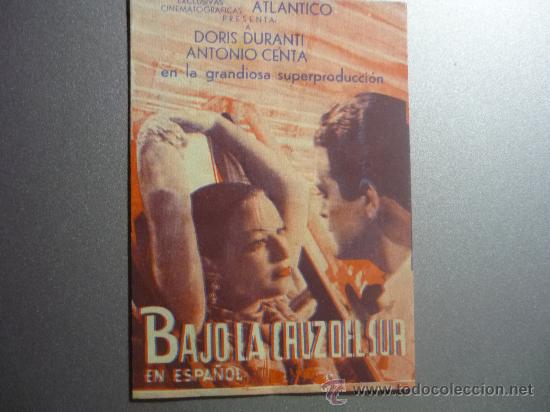 EXCLUSIVAS
CINEMATOGRAFICAS ATLANTICO
PRESENTA:
A
DORIS DURANTI
ANTONIO CENTA
en la grandiosa superproducción
BAJO LA CRUZ DEL SUR
EN ESPAÑOL
www.todocoleccion.net